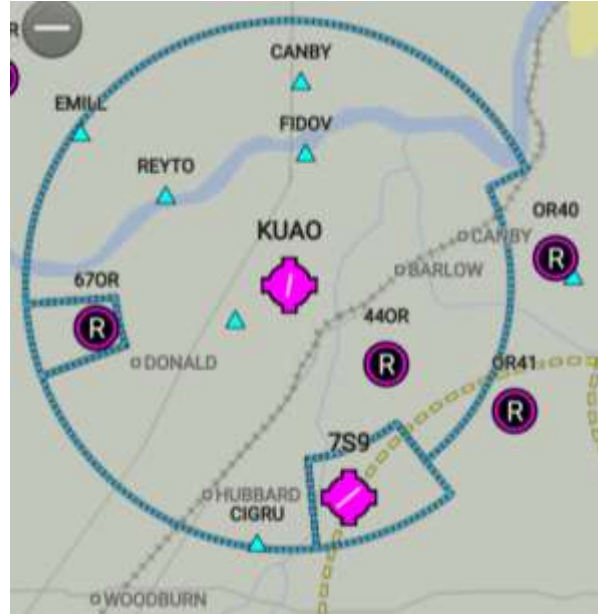 R
CANBY
EMILL
FIDOV
REYTO
OR40
KUAO
CANBY
R
BARLOW
67OR
R
44OR
DONALD
R
OR41
R
7S9
HUBBARD
CIGRU
WOODBURN